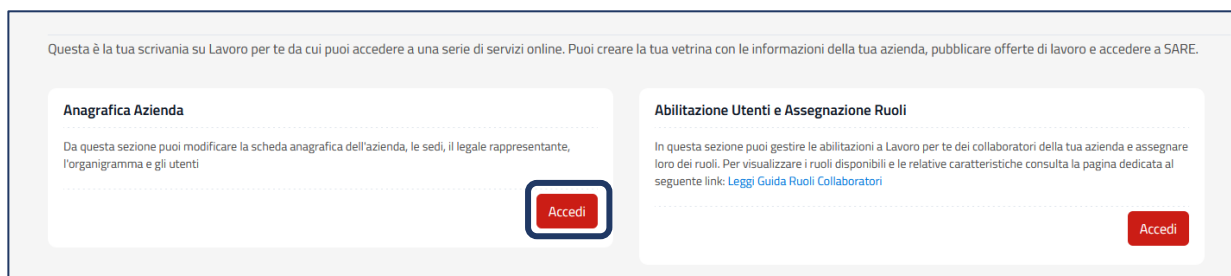 Questa è la tua scrivania su Lavoro per te da cui puoi accedere a una serie di servizi online. Puoi creare la tua vetrina con le informazioni della tua azienda, pubblicare offerte di lavoro e accedere a SARE.
Anagrafica Azienda
Da questa sezione puoi modificare la scheda anagrafica dell'azienda, le sedi, il legale rappresentante,
l'organigramma e gli utenti
Accedi
Abilitazione Utenti e Assegnazione Ruoli
In questa sezione puoi gestire le abilitazioni a Lavoro per te dei collaboratori della tua azienda e assegnare
loro dei ruoli. Per visualizzare i ruoli disponibili e le relative caratteristiche consulta la pagina dedicata al
seguente link: Leggi Guida Ruoli Collaboratori
Accedi